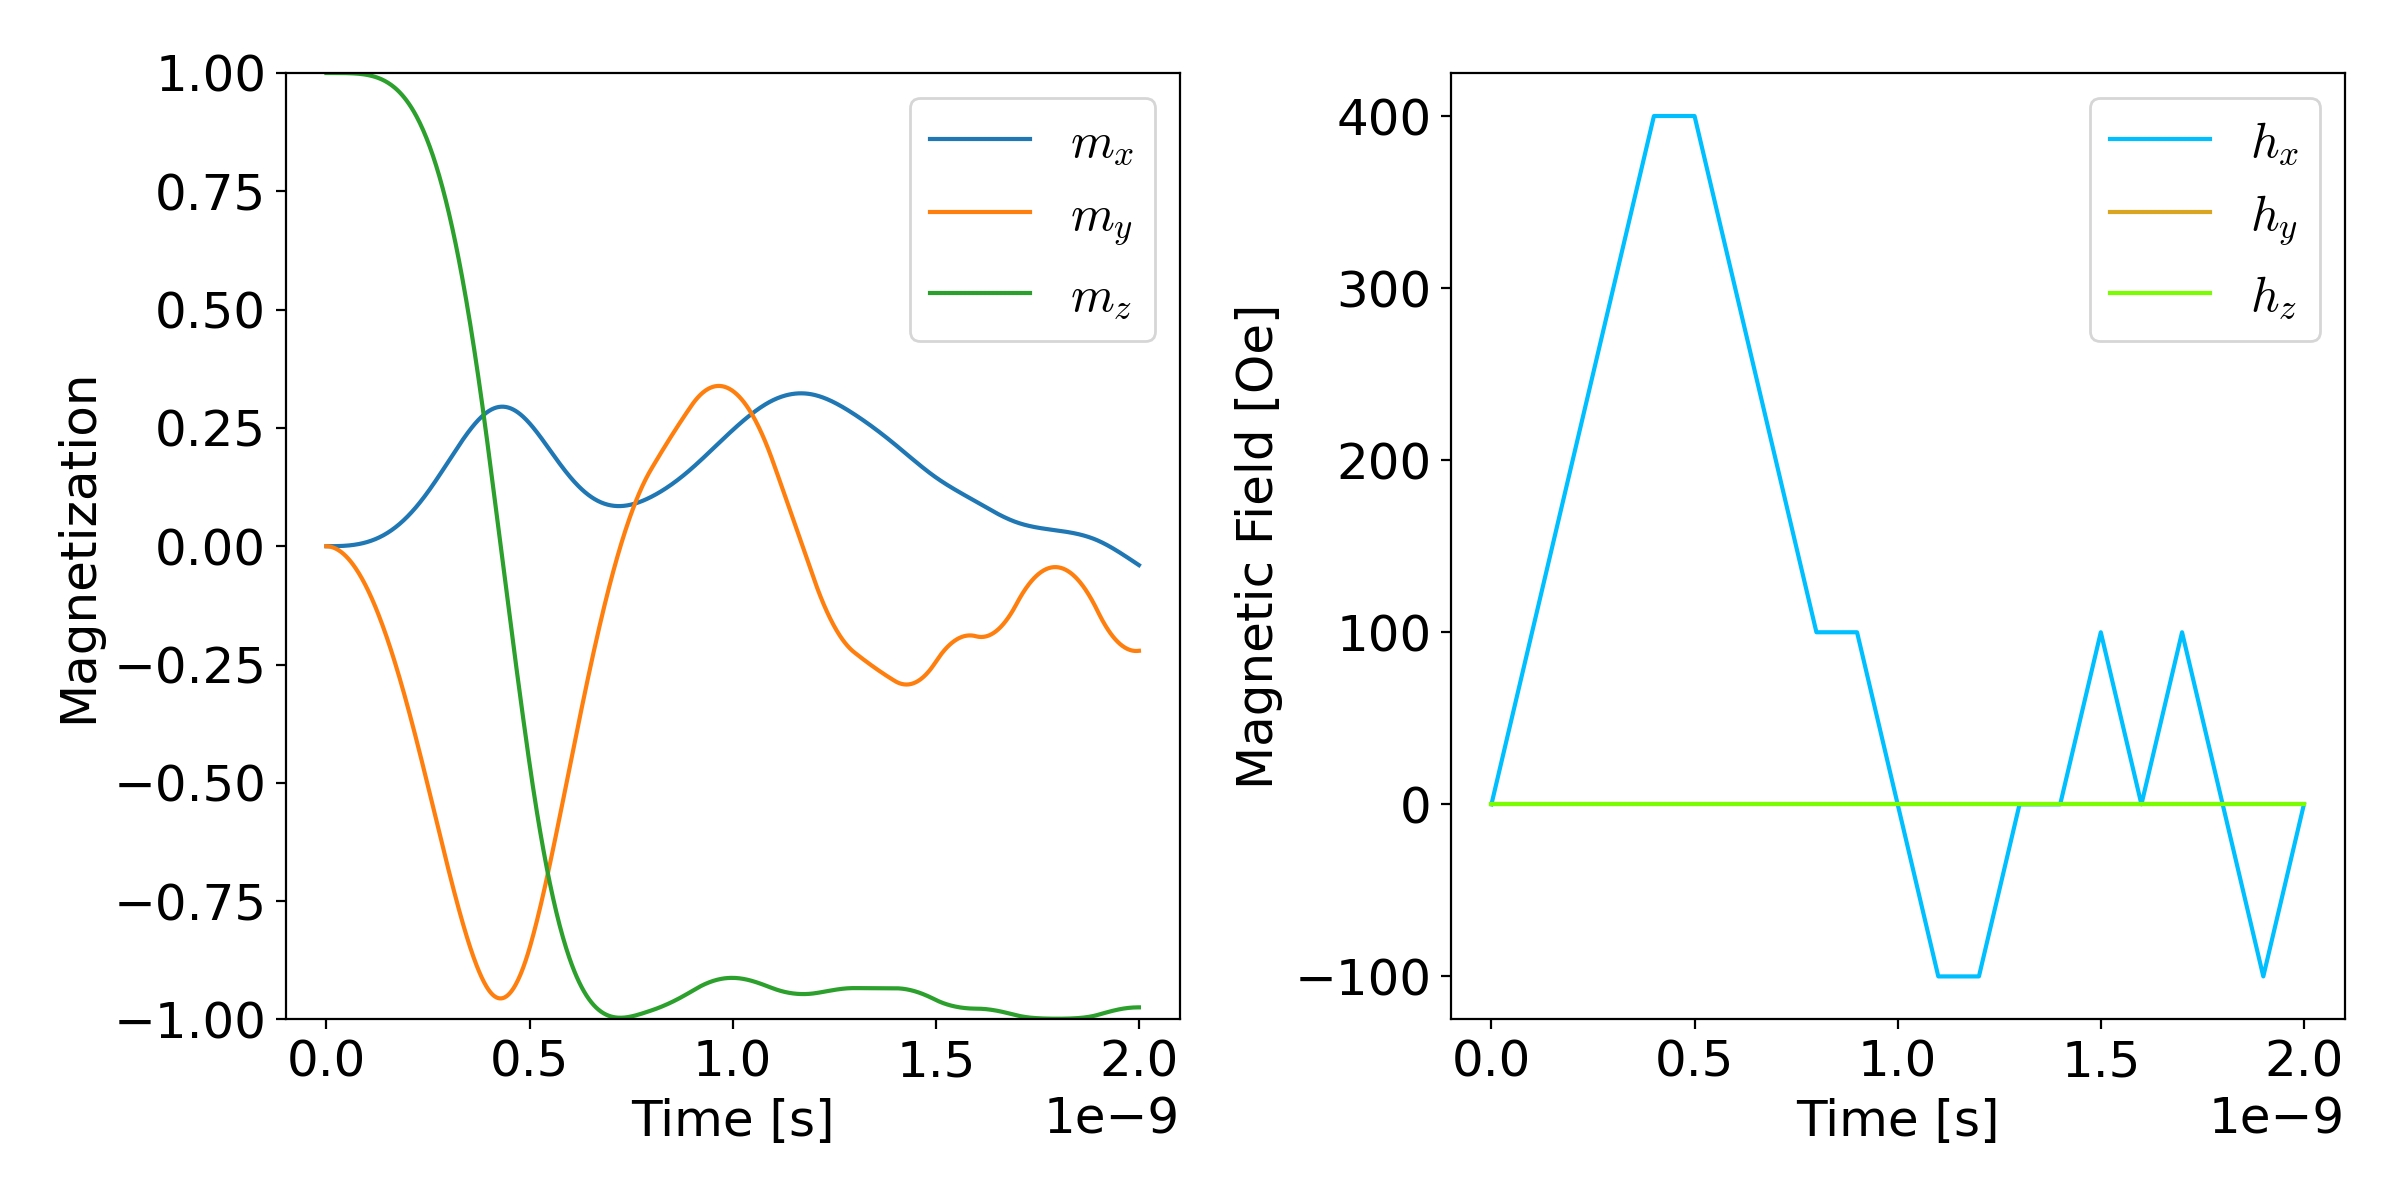 Magnetization
1.00
0.75
0.50
0.25
0.00
−0.25
−0.50
−0.75
−1.00
0.0 0.5 1.0 1.5 2.0
Time [s]
1e−9
m_x
m_y
m_z
Magnetic Field [Oe]
400
300
200
100
0
−100
0.0 0.5 1.0 1.5 2.0
Time [s]
1e−9
h_x
h_y
h_z